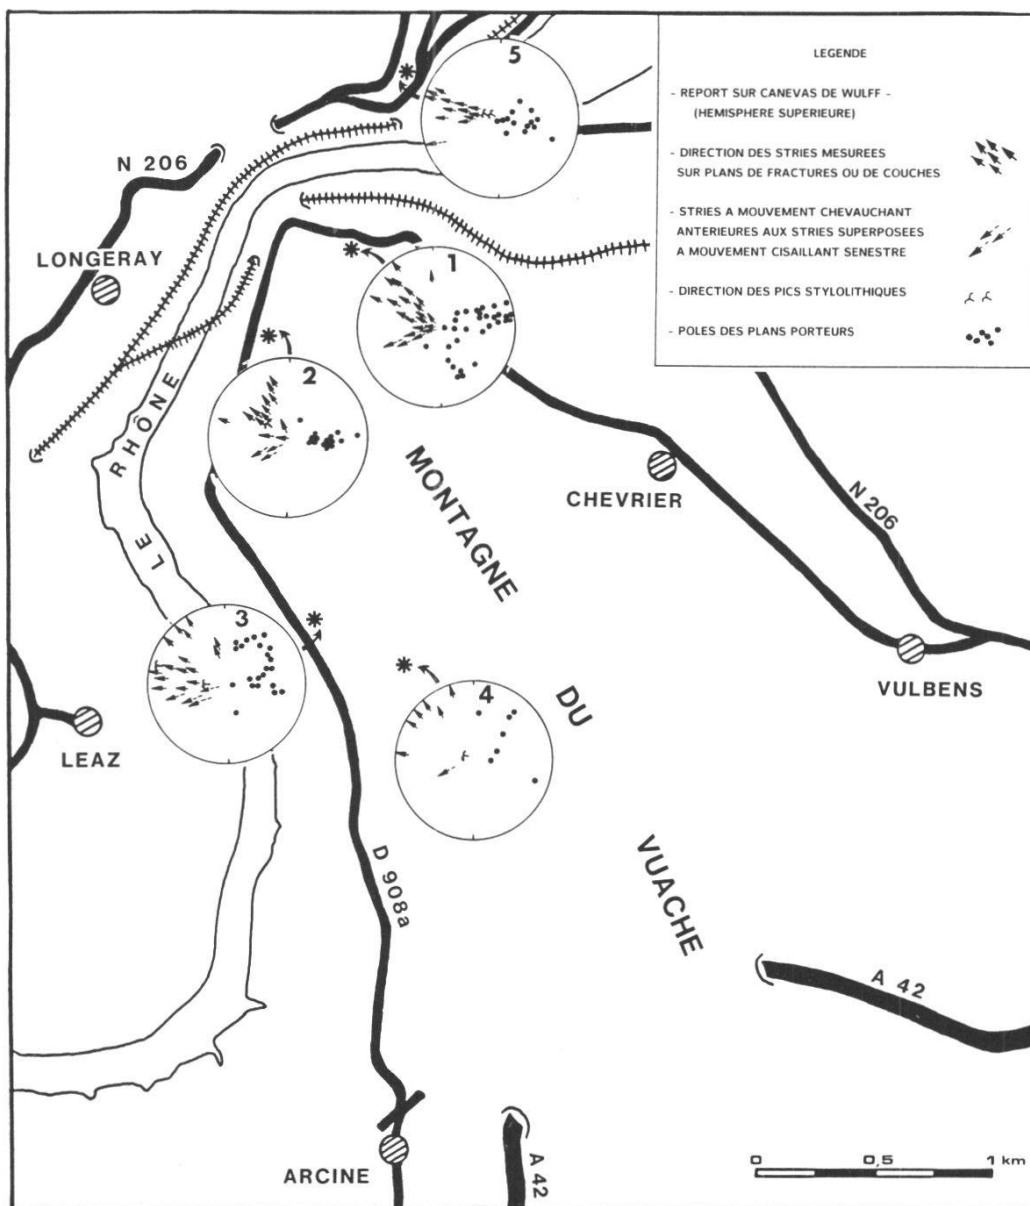 LEGENDE
- REPORT SUR CANEVAS DE WULFF -
(HEMISPHERE SUPERIEURE)
- DIRECTION DES STRIES MESUREES
SUR PLANS DE FRACTURES OU DE COUCHES
- STRIES A MOUVEMENT CHEVAUCHANT
ANTERIEURES AUX STRIES SUPERPOSEES
A MOUVEMENT CISAILLANT SENESTRE
- DIRECTION DES PICS STYLOLITHIQUES
- POLES DES PLANS PORTEURS
5
N 206
LONGERAY
1
2
LE RHÔNE
CHEVRIER
N 206
3
4
VULBENS
LEAZ
MONTAGNE
DU
VUACHE
D 908a
A 42
ARCINE
A 42
0 0,5 1 km